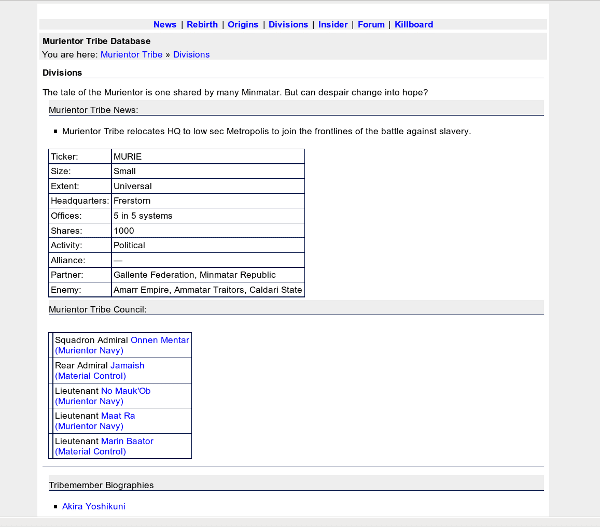 News | Rebirth | Origins | Divisions | Insider | Forum | Killboard
Murientor Tribe Database
You are here: Murientor Tribe » Divisions
Divisions
The tale of the Murientor is one shared by many Minmatar. But can despair change into hope?
Murientor Tribe News:
Murientor Tribe relocates HQ to low sec Metropolis to join the frontlines of the battle against slavery.
Ticker: MURIE
Size: Small
Extent: Universal
Headquarters: Frerstorn
Offices: 5 in 5 systems
Shares: 1000
Activity: Political
Alliance: —
Partner: Gallente Federation, Minmatar Republic
Enemy: Amarr Empire, Ammatar Traitors, Caldari State
Murientor Tribe Council:
Squadron Admiral Onnen Mentar
(Murientor Navy)
Rear Admiral Jamaish
(Material Control)
Lieutenant No Mauk'Ob
(Murientor Navy)
Lieutenant Maat Ra
(Murientor Navy)
Lieutenant Marin Baator
(Material Control)
Tribemember Biographies
Akira Yoshikuni